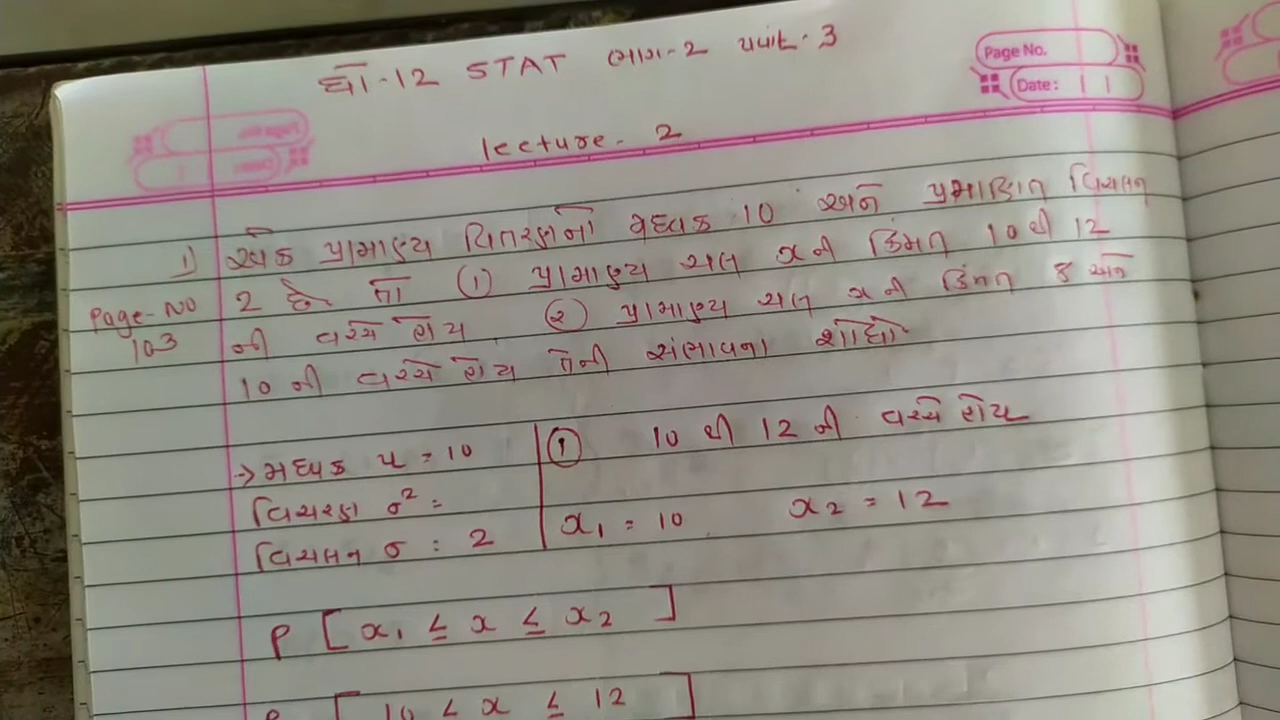 ધો-12 STAT ભાગ-2 પ્રકા-3
Page No.
Date:
lecture - 2
1) એક પ્રામાણ્ય વિતરણનો મધ્યક 10 અને પ્રમાણિત વિચલન
Page-NO 2 છે તો (1) પ્રામાણ્ય ચલ x ની કિંમત 10 થી 12
103 ની વચ્ચે હોય (૨) પ્રામાણ્ય ચલ x ની કિંમત 8 અને
10 ની વચ્ચે હોય તેની સંભાવના શોધો
→ મધ્યક μ = 10
વિચરણ σ² =
વિચલન σ = 2
(1) 10 થી 12 ની વચ્ચે હોય
x₁ = 10 x₂ = 12
P [ x₁ ≤ x ≤ x₂ ]
P [ 10 ≤ x ≤ 12 ]